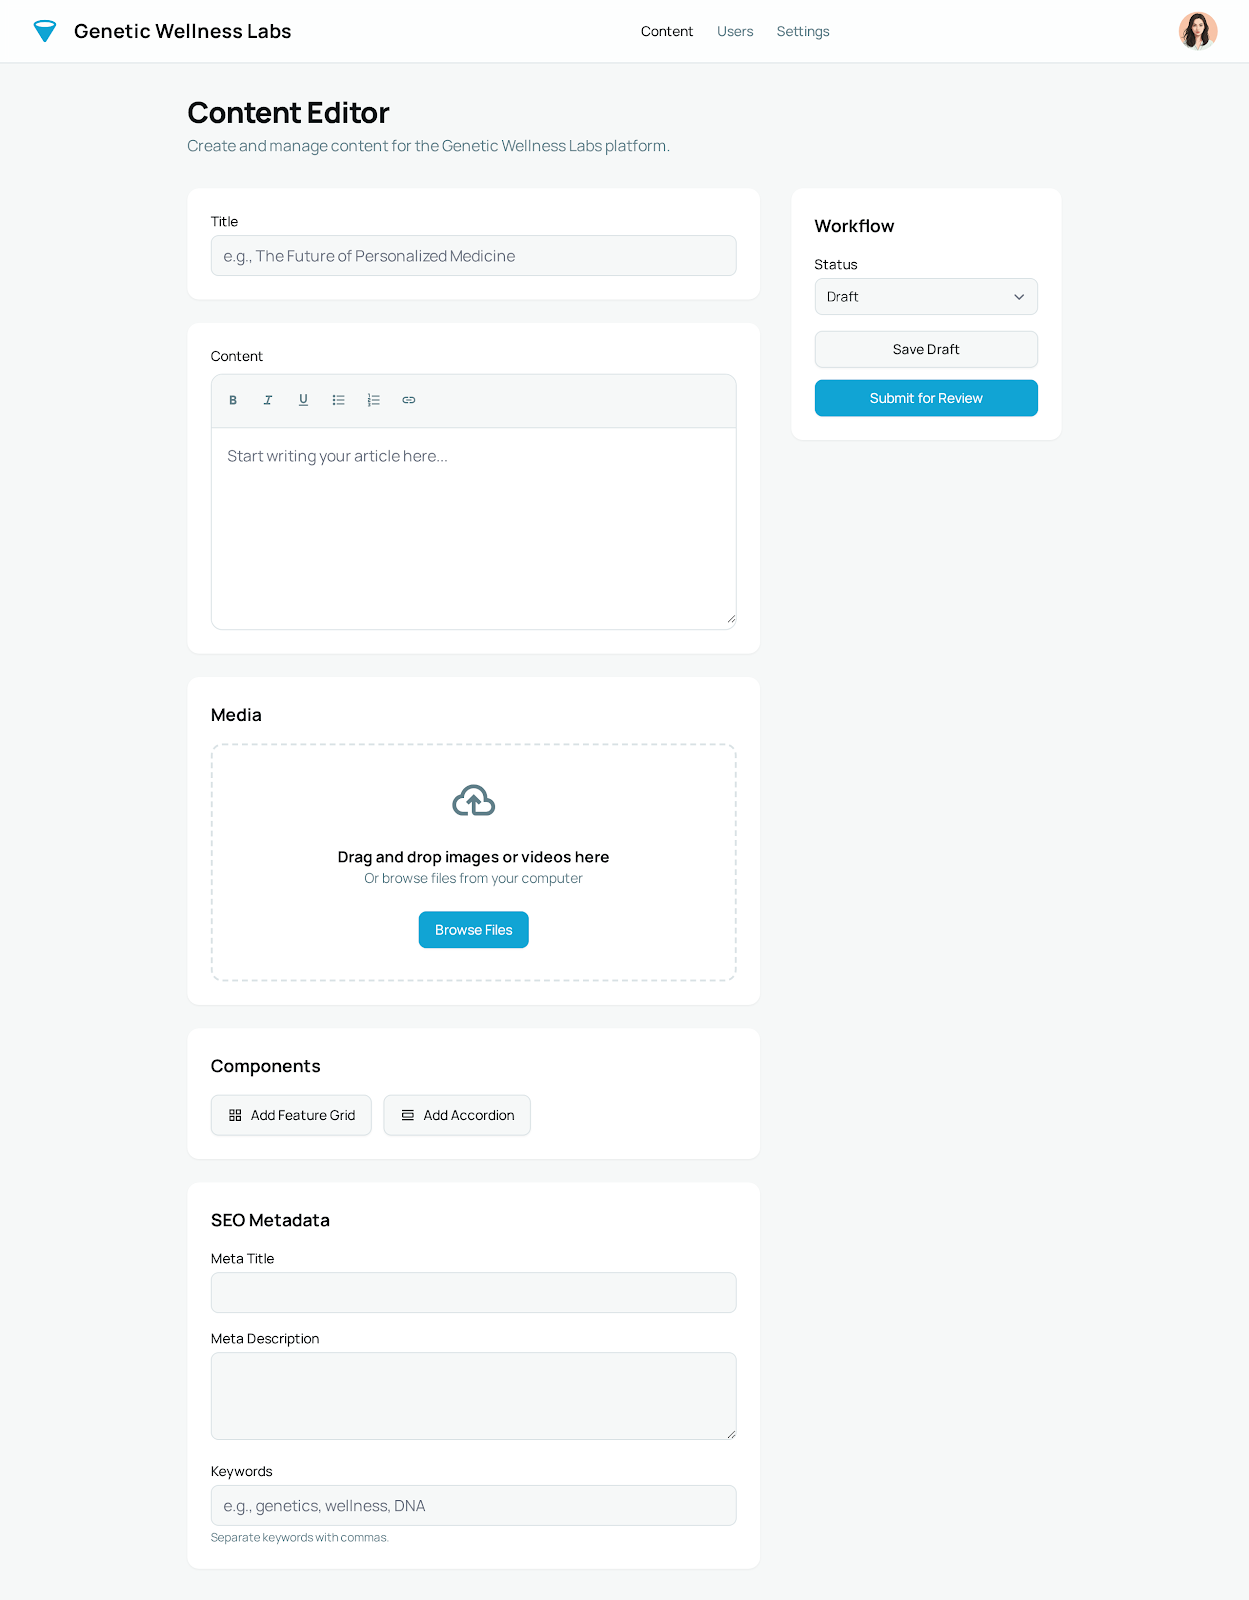 Genetic Wellness Labs
Content
Users
Settings
Content Editor
Create and manage content for the Genetic Wellness Labs platform.
Title
e.g., The Future of Personalized Medicine
Content
B
I
U
Start writing your article here...
Media
Drag and drop images or videos here
Or browse files from your computer
Browse Files
Components
Add Feature Grid
Add Accordion
SEO Metadata
Meta Title
Meta Description
Keywords
e.g., genetics, wellness, DNA
Separate keywords with commas.
Workflow
Status
Draft
Save Draft
Submit for Review